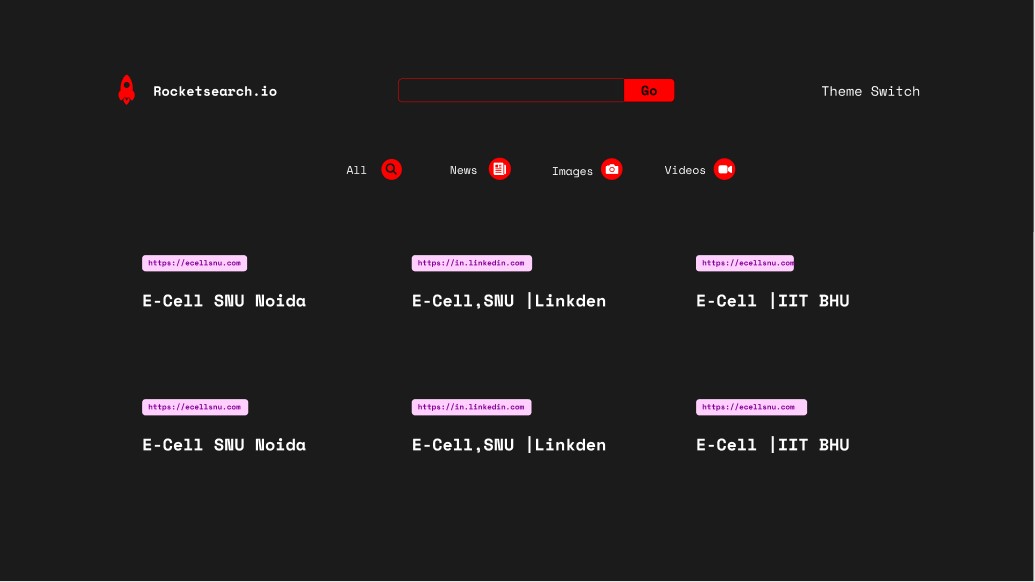 Rocketsearch.io
Go
Theme Switch
All
News
Images
Videos
https://ecellsnu.com
https://in.linkedin.com
https://ecellsnu.com
E-Cell SNU Noida
E-Cell,SNU |Linkden
E-Cell |IIT BHU
https://ecellsnu.com
https://in.linkedin.com
https://ecellsnu.com
E-Cell SNU Noida
E-Cell,SNU |Linkden
E-Cell |IIT BHU